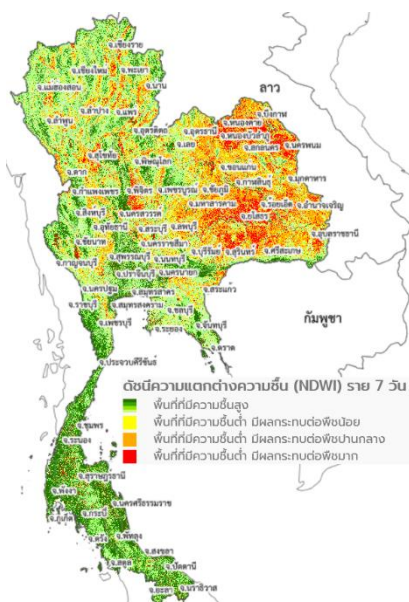 จ.เชียงราย
จ.เชียงใหม่
จ.พะเยา
จ.แม่ฮ่องสอน
จ.น่าน
ลาว
จ.ลำปาง
จ.แพร่
จ.ลำพูน
จ.อุตรดิตถ์
จ.อุดรธานี
จ.หนองคาย
จ.บึงกาฬ
จ.เลย
จ.หนองบัวลำภู
จ.สุโขทัย
จ.พิษณุโลก
จ.สกลนคร
จ.นครพนม
จ.ตาก
จ.ขอนแก่น
จ.มุกดาหาร
จ.กำแพงเพชร
จ.พิจิตร
จ.เพชรบูรณ์
จ.ชัยภูมิ
จ.กาฬสินธุ์
จ.มหาสารคาม
จ.ร้อยเอ็ด
จ.อำนาจเจริญ
จ.ยโสธร
จ.สิงห์บุรี
จ.นครสวรรค์
จ.อุทัยธานี
จ.สระบุรี
จ.ลพบุรี
จ.อุบลราชธานี
จ.ชัยนาท
จ.นครราชสีมา
จ.บุรีรัมย์
จ.สุรินทร์
จ.ศรีสะเกษ
จ.กาญจนบุรี
จ.สุพรรณบุรี
จ.นนทบุรี
จ.ปราจีนบุรี
จ.นครนายก
จ.นครปฐม
จ.สมุทรสาคร
จ.สระแก้ว
จ.ราชบุรี
จ.สมุทรสงคราม
จ.ชลบุรี
กัมพูชา
จ.เพชรบุรี
จ.ระยอง
จ.จันทบุรี
จ.ตราด
จ.ประจวบคีรีขันธ์
ดัชนีความแตกต่างความชื้น (NDWI) ราย 7 วัน
พื้นที่ที่มีความชื้นสูง
พื้นที่ที่มีความชื้นต่ำ มีผลกระทบต่อพืชน้อย
พื้นที่ที่มีความชื้นต่ำ มีผลกระทบต่อพืชปานกลาง
พื้นที่ที่มีความชื้นต่ำ มีผลกระทบต่อพืชมาก
จ.ชุมพร
จ.ระนอง
จ.สุราษฎร์ธานี
จ.พังงา
จ.นครศรีธรรมราช
จ.กระบี่
จ.ภูเก็ต
จ.ตรัง
จ.พัทลุง
จ.สงขลา
จ.สตูล
จ.ปัตตานี
จ.ยะลา
จ.นราธิวาส